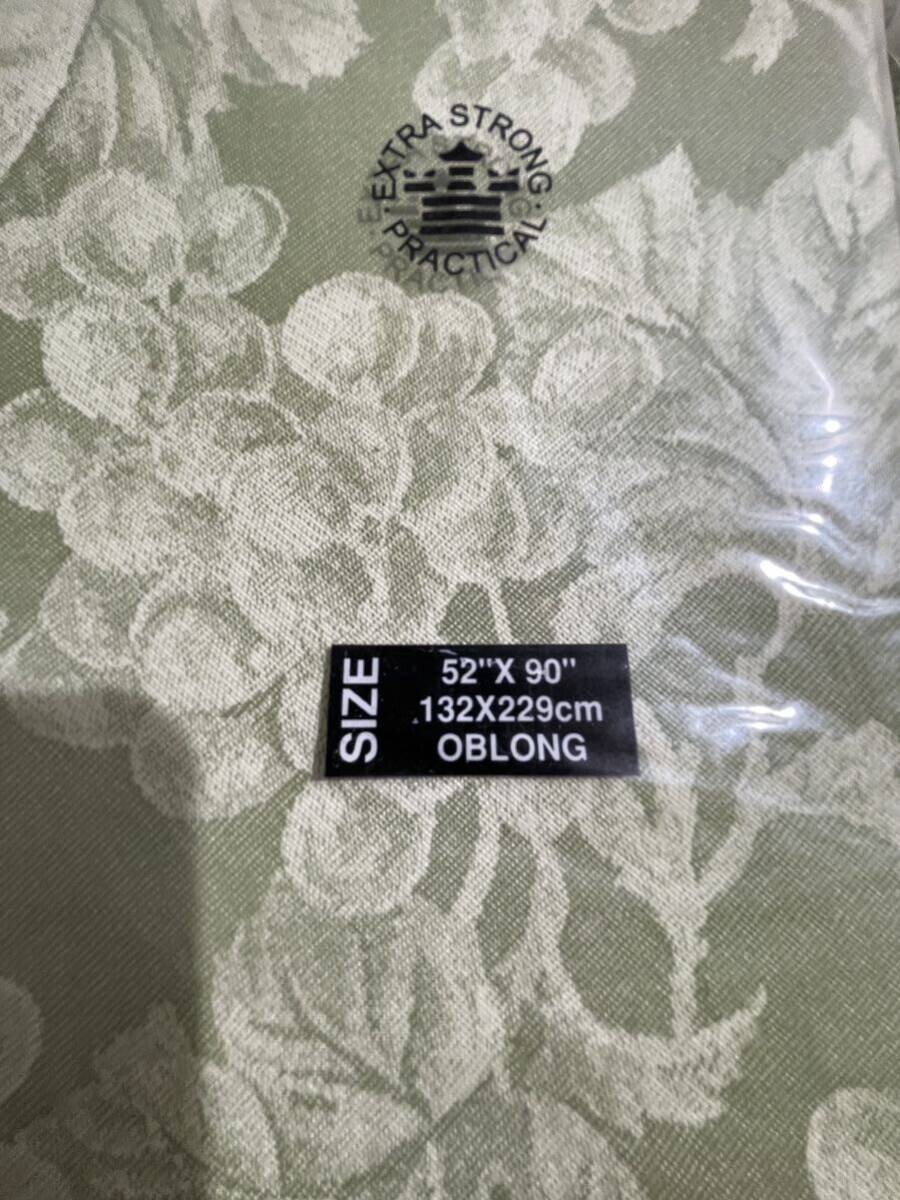 ·EXTRA STRONG·
PRACTICAL
SIZE
52"X 90"
132X229cm
OBLONG